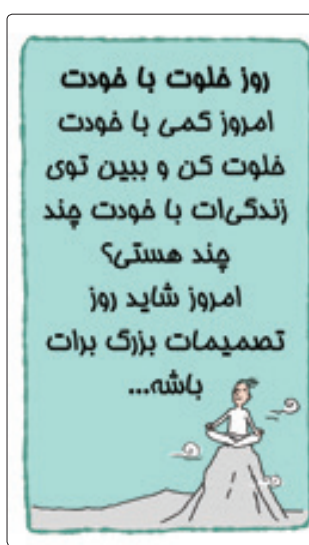 روز خلوت با خودت
امروز کمی با خودت
خلوت کن و ببین توی
زندگی‌ات با خودت چند
چند هستی؟
امروز شاید روز
تصمیمات بزرگ برات
باشه...